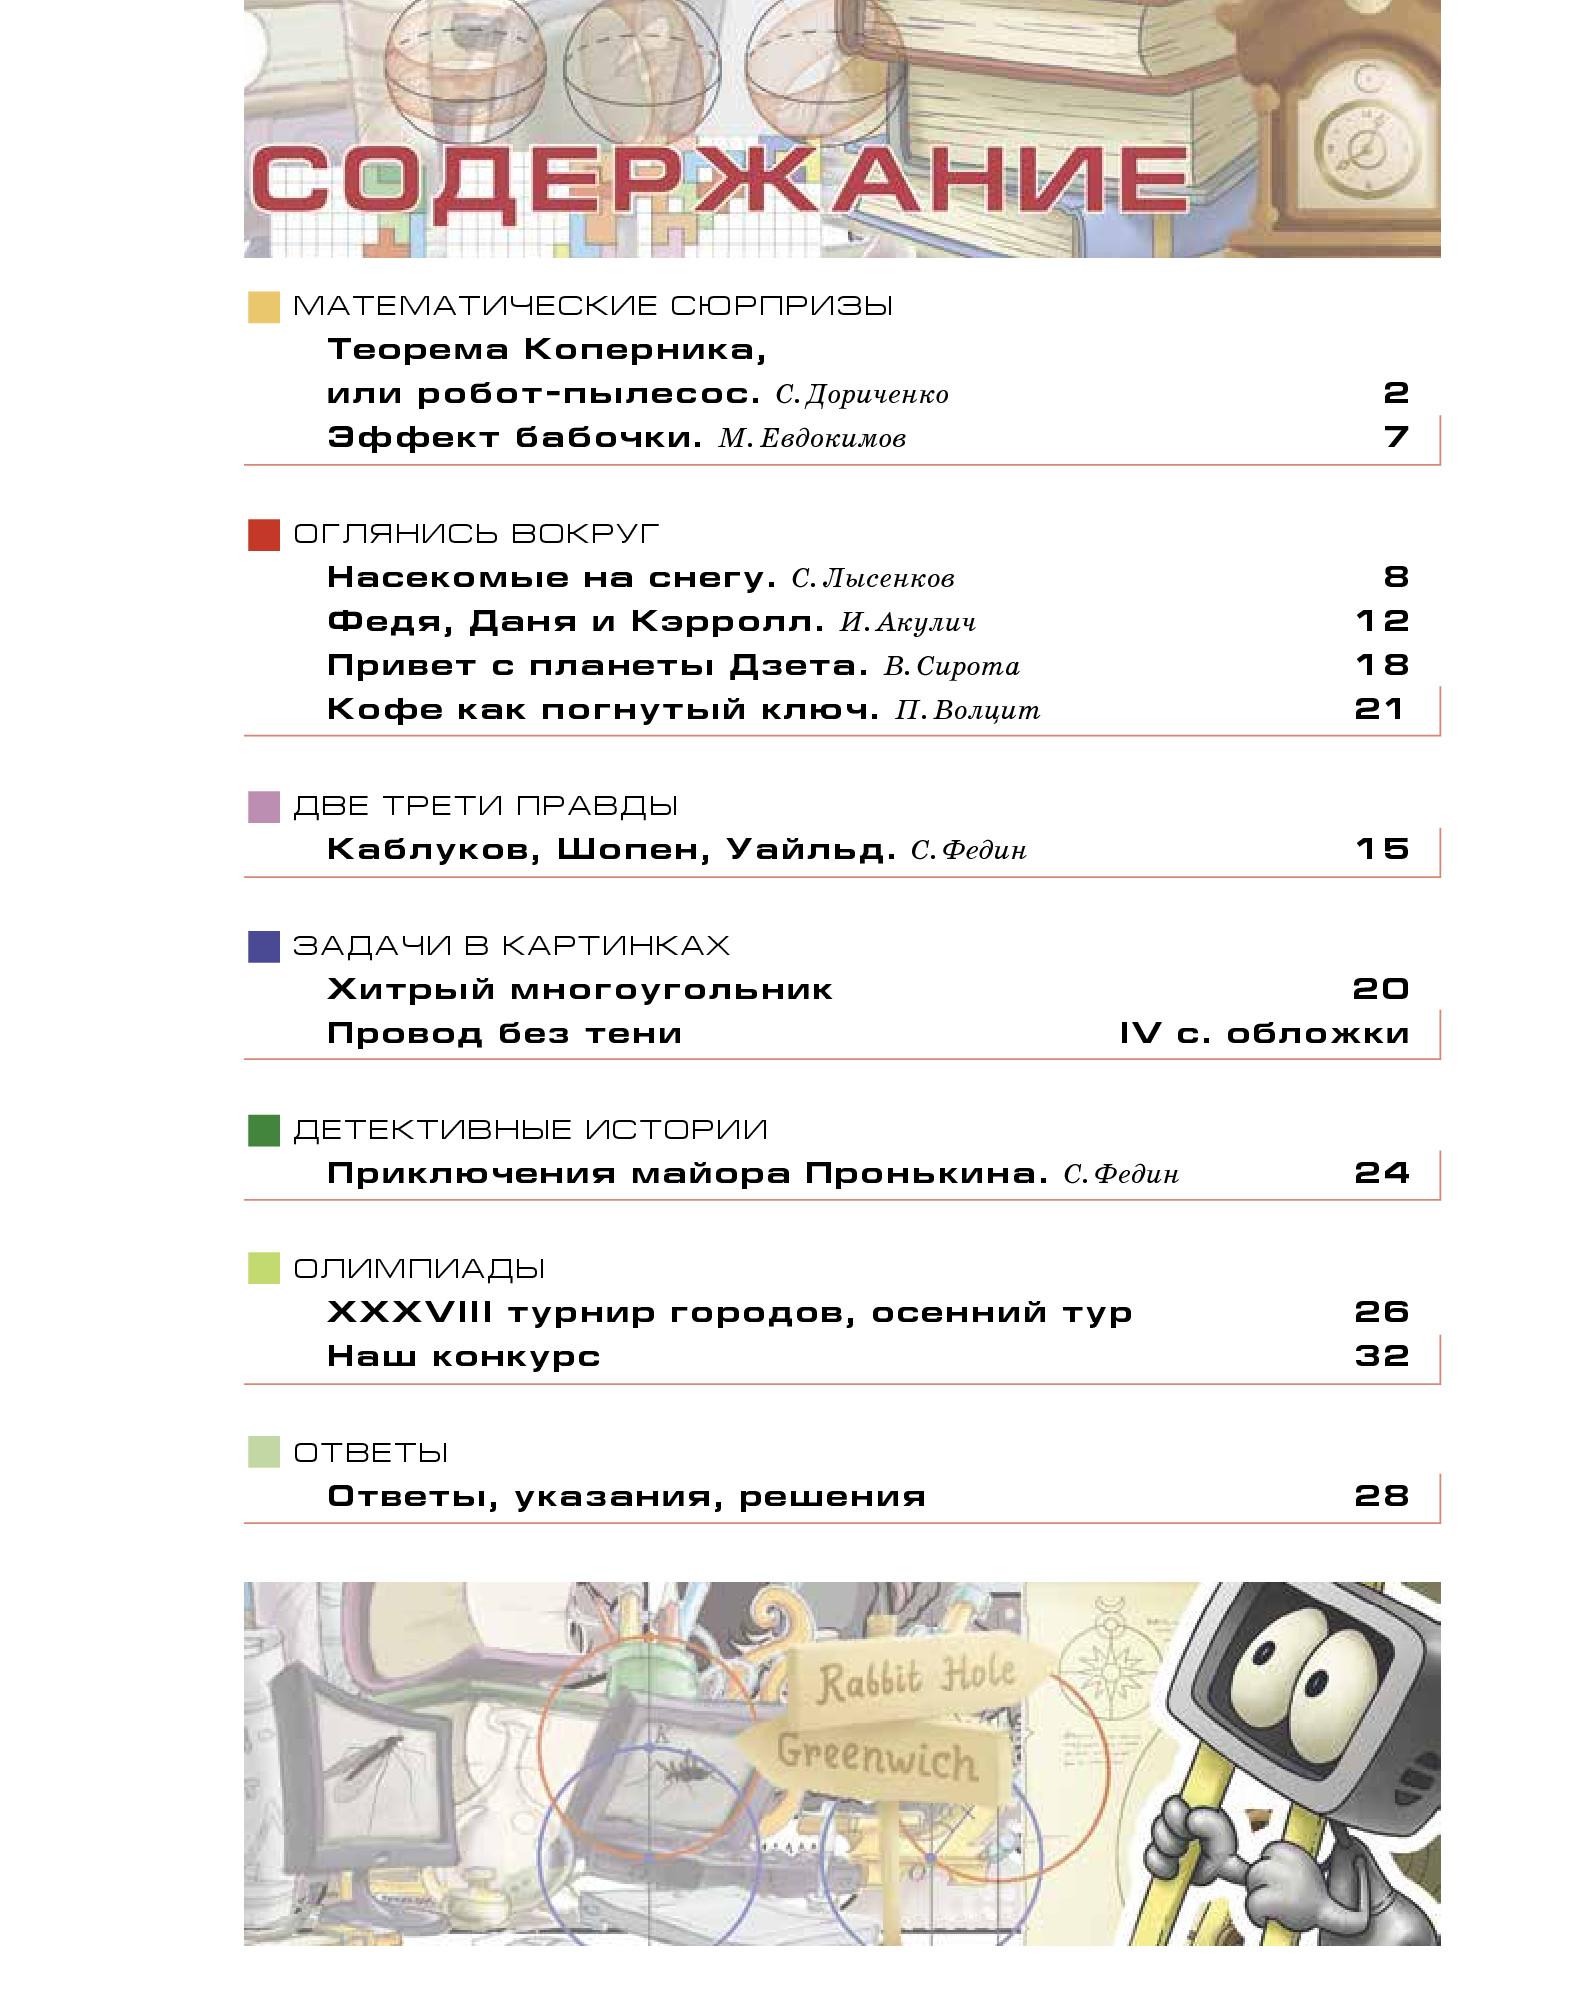 СОДЕРЖАНИЕ
МАТЕМАТИЧЕСКИЕ СЮРПРИЗЫ
Теорема Коперника,
или робот-пылесос. С. Дориченко 2
Эффект бабочки. М. Евдокимов 7
ОГЛЯНИСЬ ВОКРУГ
Насекомые на снегу. С. Лысенков 8
Федя, Даня и Кэрролл. И. Акулич 12
Привет с планеты Дзета. В. Сирота 18
Кофе как погнутый ключ. П. Волцит 21
ДВЕ ТРЕТИ ПРАВДЫ
Каблуков, Шопен, Уайльд. С. Федин 15
ЗАДАЧИ В КАРТИНКАХ
Хитрый многоугольник 20
Провод без тени IV с. обложки
ДЕТЕКТИВНЫЕ ИСТОРИИ
Приключения майора Пронькина. С. Федин 24
ОЛИМПИАДЫ
XXXVIII турнир городов, осенний тур 26
Наш конкурс 32
ОТВЕТЫ
Ответы, указания, решения 28
Rabbit Hole
Greenwich
K
X
O